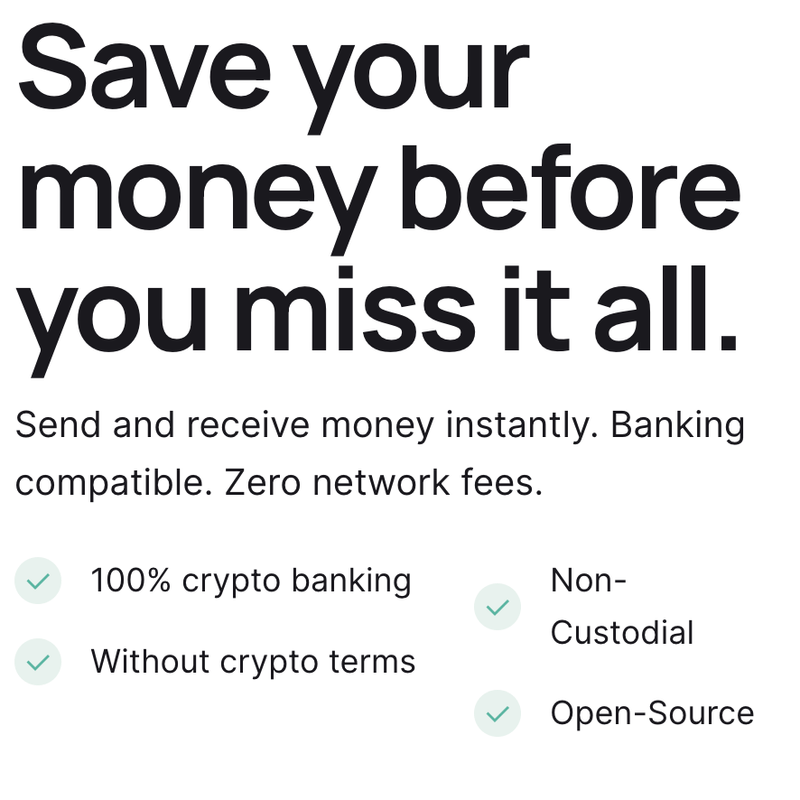 Save your
money before
you miss it all.
Send and receive money instantly. Banking
compatible. Zero network fees.
100% crypto banking
Without crypto terms
Non-
Custodial
Open-Source